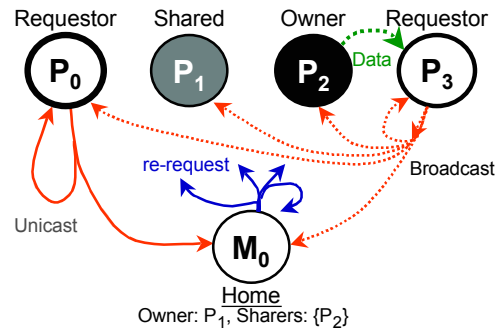 Requestor Shared Owner Requestor
P0 P1 P2 P3
Data
Broadcast
re-request
Unicast
M0
Home
Owner: P1, Sharers: {P2}